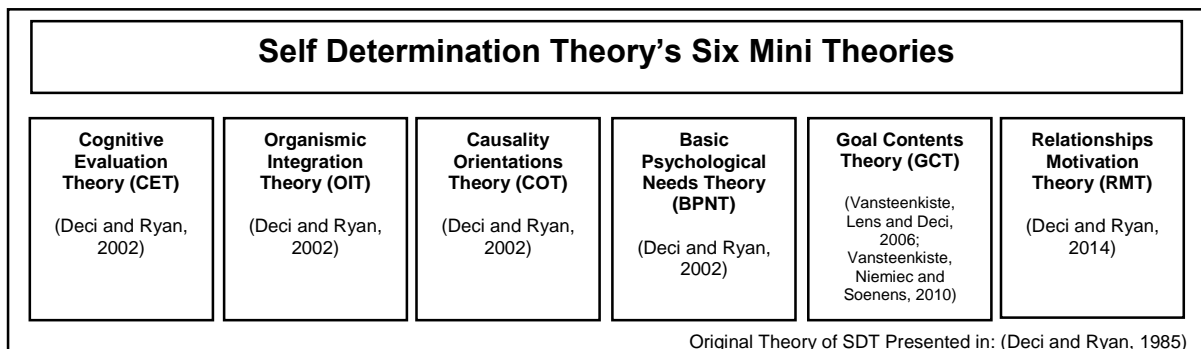 Self Determination Theory’s Six Mini Theories
Cognitive
Evaluation
Theory (CET)
(Deci and Ryan,
2002)
Organismic
Integration
Theory (OIT)
(Deci and Ryan,
2002)
Causality
Orientations
Theory (COT)
(Deci and Ryan,
2002)
Basic
Psychological
Needs Theory
(BPNT)
(Deci and Ryan,
2002)
Goal Contents
Theory (GCT)
(Vansteenkiste,
Lens and Deci,
2006;
Vansteenkiste,
Niemiec and
Soenens, 2010)
Relationships
Motivation
Theory (RMT)
(Deci and Ryan,
2014)
Original Theory of SDT Presented in: (Deci and Ryan, 1985)